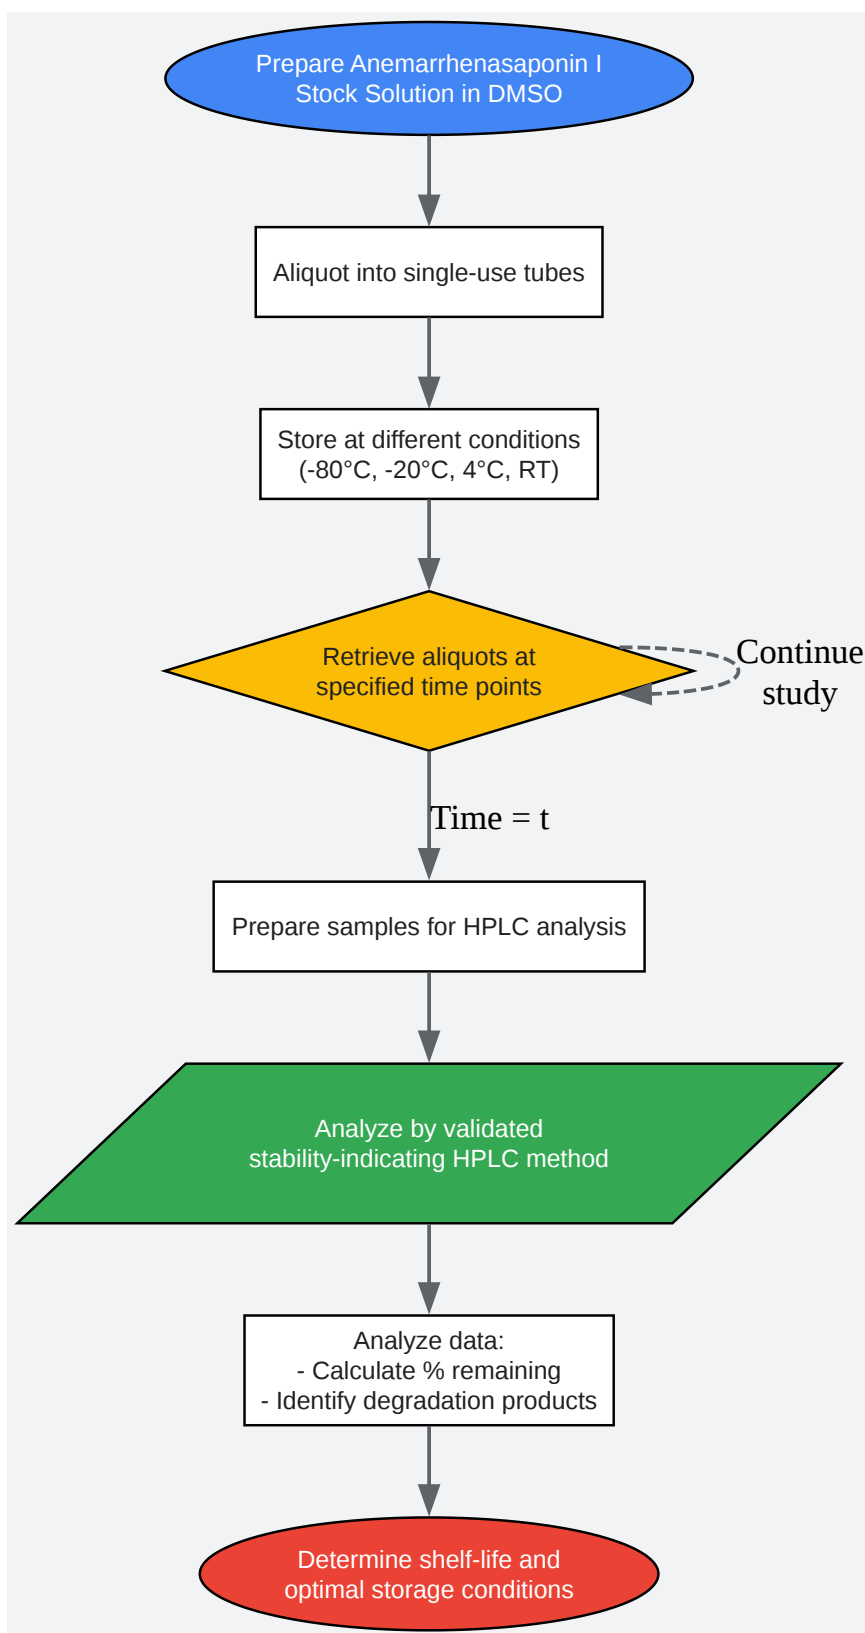 Prepare Anemarrhenasaponin I
Stock Solution in DMSO
Aliquot into single-use tubes
Store at different conditions
(-80°C, -20°C, 4°C, RT)
Retrieve aliquots at
specified time points
Continue
study
Time = t
Prepare samples for HPLC analysis
Analyze by validated
stability-indicating HPLC method
Analyze data:
- Calculate % remaining
- Identify degradation products
Determine shelf-life and
optimal storage conditions